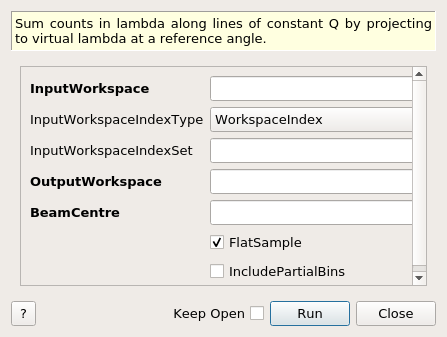 Sum counts in lambda along lines of constant Q by projecting
to virtual lambda at a reference angle.
InputWorkspace
InputWorkspaceIndexType WorkspaceIndex
InputWorkspaceIndexSet
OutputWorkspace
BeamCentre
FlatSample
IncludePartialBins
? Keep Open Run Close